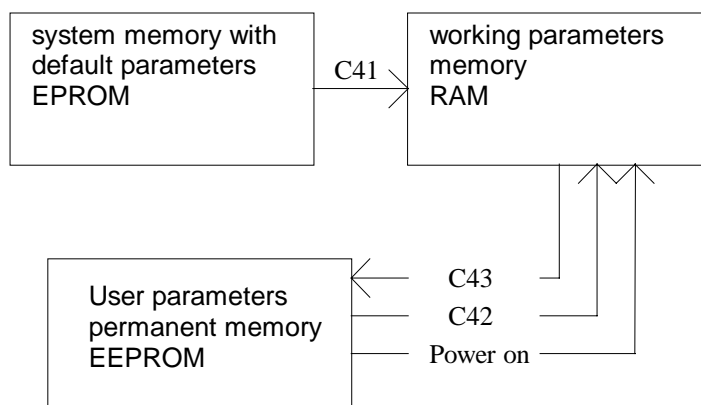 system memory with
default parameters
EPROM
C41
working parameters
memory
RAM
User parameters
permanent memory
EEPROM
C43
C42
Power on